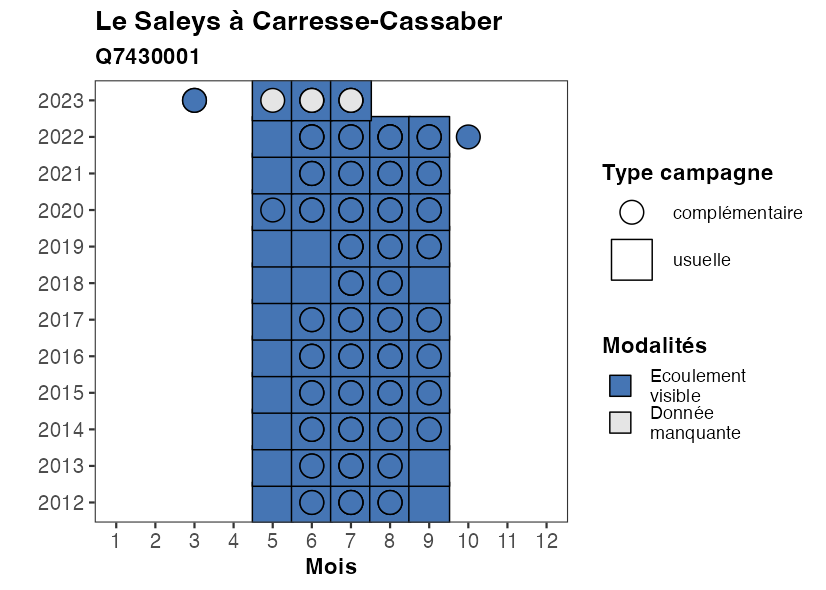 Le Saleys à Carresse-Cassaber
Q7430001
2023
2022
2021
2020
2019
2018
2017
2016
2015
2014
2013
2012
1 2 3 4 5 6 7 8 9 10 11 12
Mois
Type campagne
complémentaire
usuelle
Modalités
Ecoulement
visible
Donnée
manquante